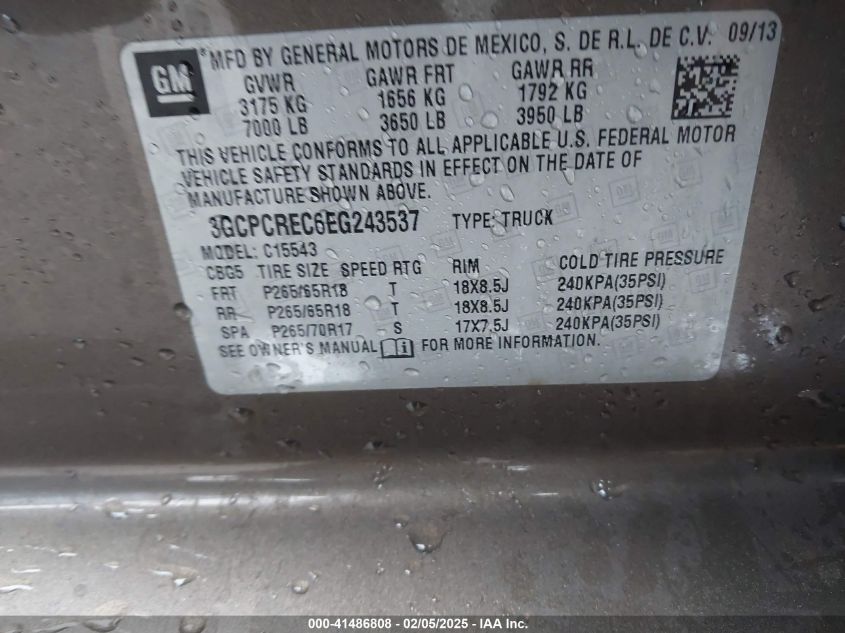 GM
MFD BY GENERAL MOTORS DE MEXICO, S. DE R.L. DE C.V. 09/13
GVWR GAWR FRT GAWR RR
3175 KG 1656 KG 1792 KG
7000 LB 3650 LB 3950 LB
THIS VEHICLE CONFORMS TO ALL APPLICABLE U.S. FEDERAL MOTOR
VEHICLE SAFETY STANDARDS IN EFFECT ON THE DATE OF
MANUFACTURE SHOWN ABOVE.
3GCPCREC6EG243537 TYPE: TRUCK
MODEL: C15543
CBG5 TIRE SIZE SPEED RTG RIM COLD TIRE PRESSURE
FRT P265/65R18 T 18X8.5J 240KPA(35PSI)
RR P265/65R18 T 18X8.5J 240KPA(35PSI)
SPA P265/70R17 S 17X7.5J 240KPA(35PSI)
SEE OWNER'S MANUAL FOR MORE INFORMATION.
000-41486808 - 02/05/2025 - IAA Inc.